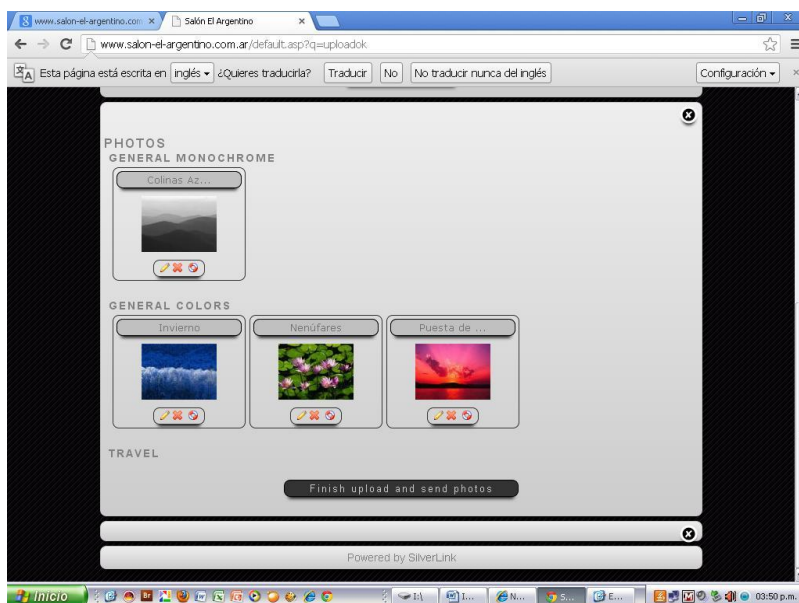 www.salon-el-argentino.com
Salón El Argentino
www.salon-el-argentino.com.ar/default.asp?q=uploadok
Esta página está escrita en inglés ¿Quieres traducirla? Traducir No No traducir nunca del inglés Configuración
PHOTOS
GENERAL MONOCHROME
Colinas Az...
GENERAL COLORS
Invierno Nenúfares Puesta de ...
TRAVEL
Finish upload and send photos
Powered by SilverLink
Inicio I:\ I... N... S... E... 03:50 p.m.